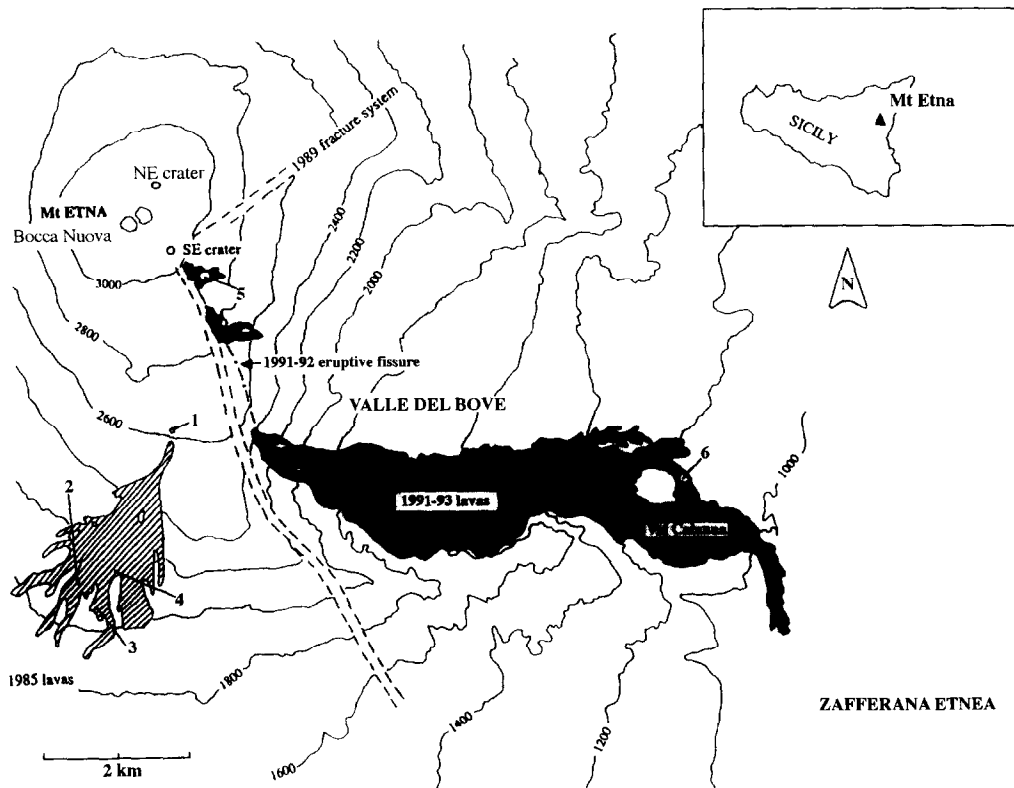 Mt Etna
SICILY
N
1989 fracture system
NE crater
Mt ETNA
Bocca Nuova
SE crater
3000
2800
2600
2400
2200
2000
5
1991-92 eruptive fissure
VALLE DEL BOVE
1
2
3
4
6
1991-93 lavas
1000
1985 lavas
1800
1600
1400
1200
ZAFFERANA ETNEA
2 km